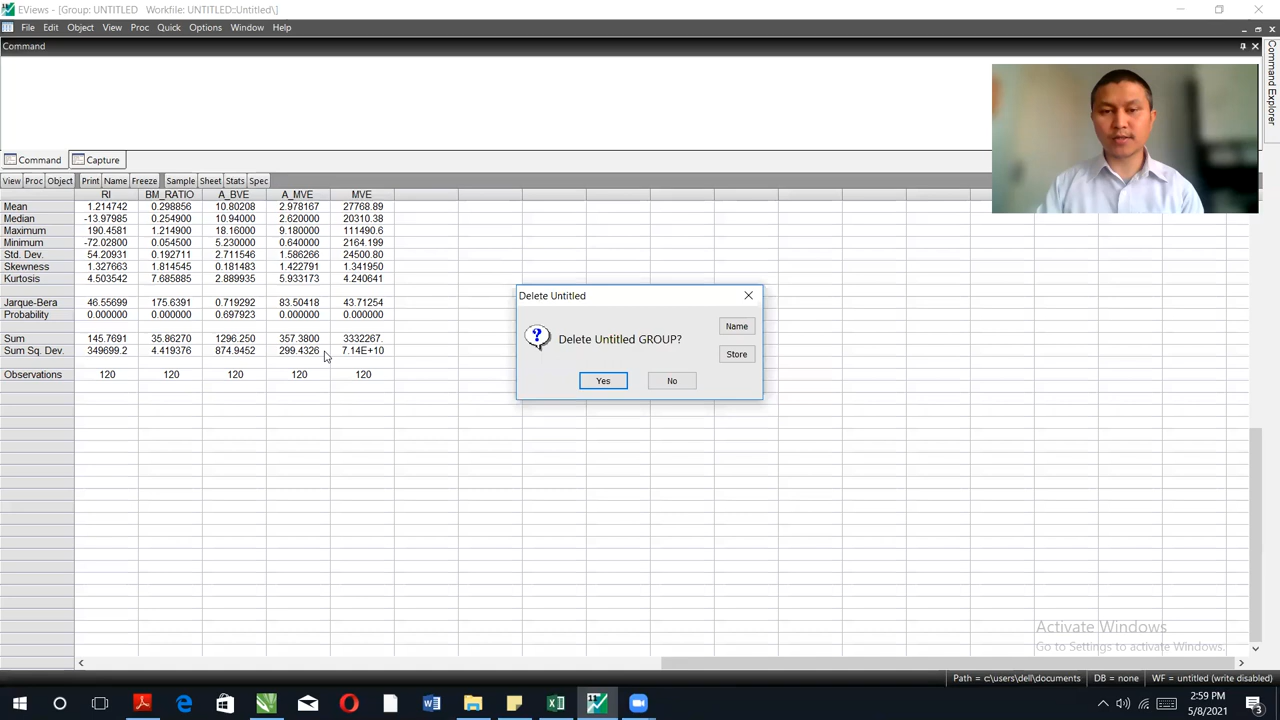 EViews - [Group: UNTITLED   Workfile: UNTITLED::Untitled\]
File Edit Object View Proc Quick Options Window Help
Command
Command Explorer
Command Capture
View Proc Object Print Name Freeze Sample Sheet Stats Spec
RI BM_RATIO A_BVE A_MVE MVE
Mean 1.214742 0.298856 10.80208 2.978167 27768.89
Median -13.97985 0.254900 10.94000 2.620000 20310.38
Maximum 190.4581 1.214900 18.16000 9.180000 111490.6
Minimum -72.02800 0.054500 5.230000 0.640000 2164.199
Std. Dev. 54.20931 0.192711 2.711546 1.586266 24500.80
Skewness 1.327663 1.814545 0.181483 1.422791 1.341950
Kurtosis 4.503542 7.685885 2.889935 5.933173 4.240641
Jarque-Bera 46.55699 175.6391 0.719292 83.50418 43.71254
Probability 0.000000 0.000000 0.697923 0.000000 0.000000
Sum 145.7691 35.86270 1296.250 357.3800 3332267.
Sum Sq. Dev. 349699.2 4.419376 874.9452 299.4326 7.14E+10
Observations 120 120 120 120 120
Delete Untitled
Delete Untitled GROUP?
Name
Store
Yes No
Activate Windows
Go to Settings to activate Windows.
Path = c:\users\dell\documents DB = none WF = untitled (write disabled)
2:59 PM
5/8/2021
3